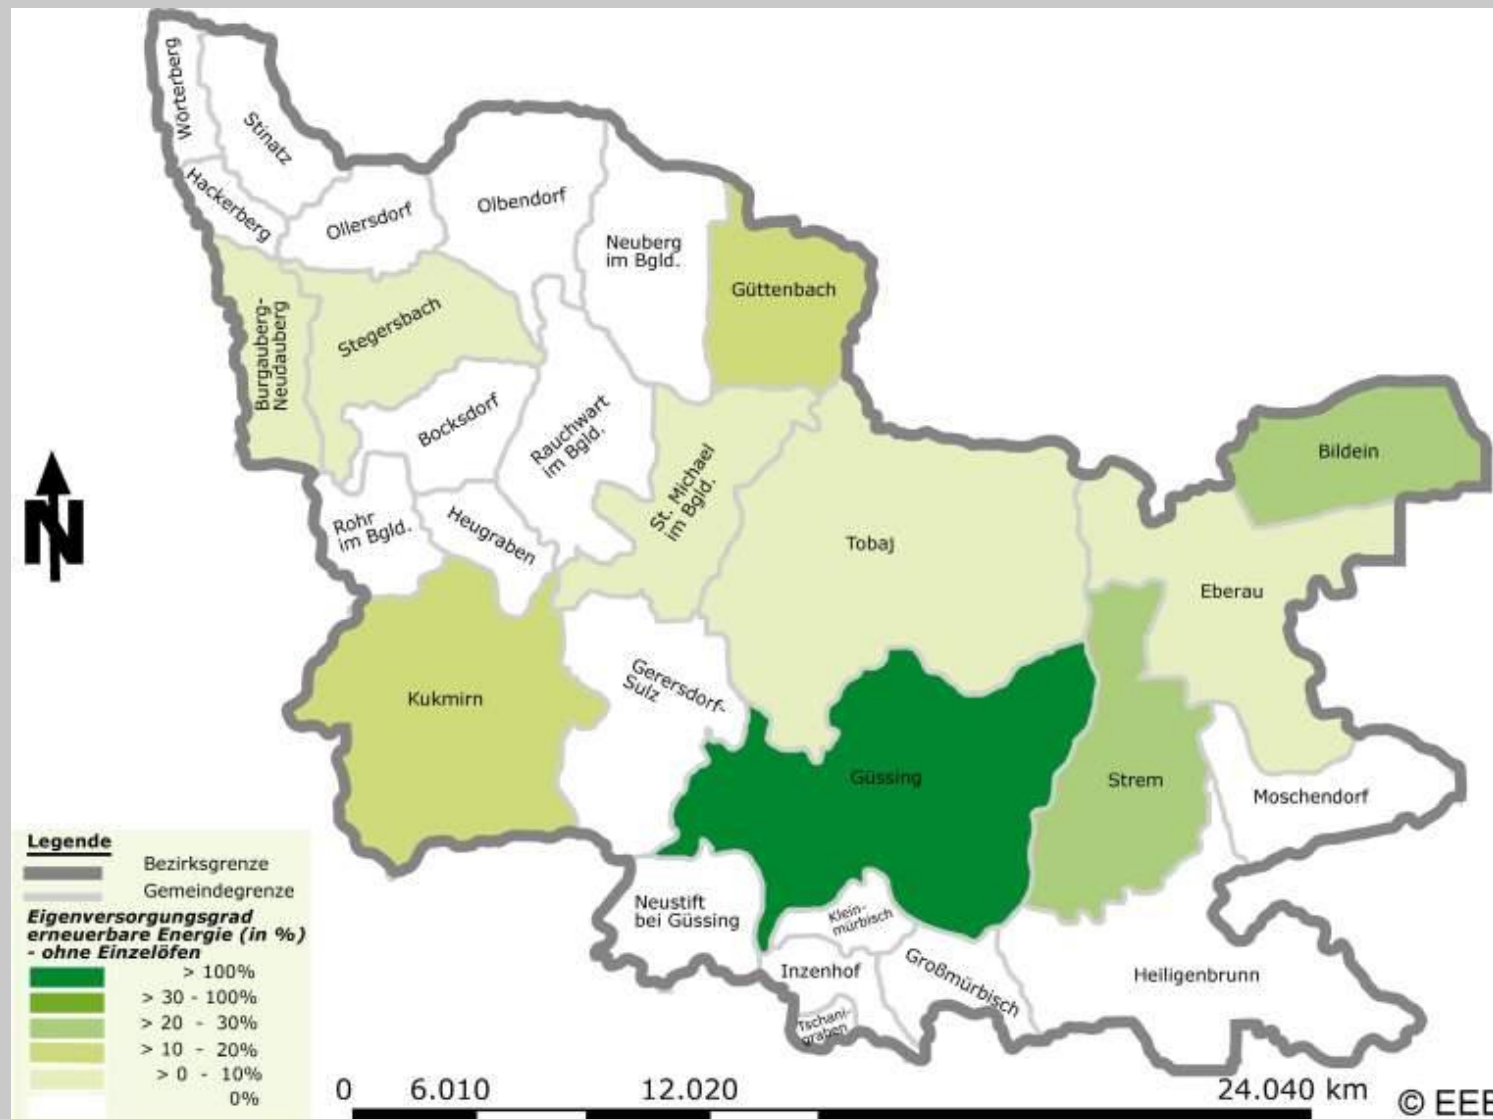 Wörterberg
Stinatz
Hackerberg
Ollersdorf
Olbendorf
Neuberg
im Bgld.
Güttenbach
Burgauberg-
Neudauberg
Stegersbach
Bocksdorf
Rauchwart
im Bgld.
St. Michael
im Bgld.
Bildein
N
Rohr
im Bgld.
Heugraben
Tobaj
Eberau
Kukmirn
Gerersdorf-
Sulz
Güssing
Strem
Moschendorf
Neustift
bei Güssing
Klein-
mürbisch
Inzenhof
Großmürbisch
Heiligenbrunn
Tschani-
graben
Legende
Bezirksgrenze
Gemeindegrenze
Eigenversorgungsgrad
erneuerbare Energie (in %)
- ohne Einzelöfen
> 100%
> 30 - 100%
> 20 - 30%
> 10 - 20%
> 0 - 10%
0%
0 6.010 12.020 24.040 km
© EEE